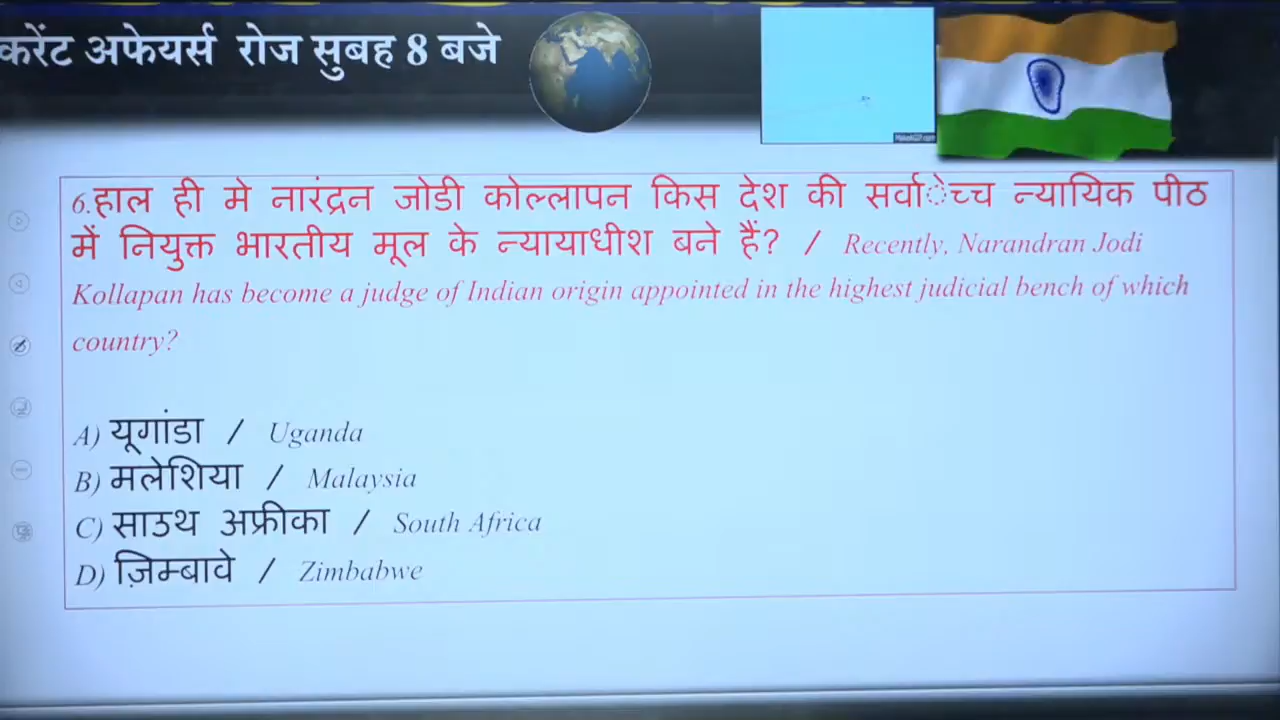 करेंट अफेयर्स रोज सुबह 8 बजे
6.हाल ही मे नारंद्रन जोडी कोल्लापन किस देश की सर्वाेच्च न्यायिक पीठ
में नियुक्त भारतीय मूल के न्यायाधीश बने हैं? / Recently, Narandran Jodi
Kollapan has become a judge of Indian origin appointed in the highest judicial bench of which
country?
A) यूगांडा / Uganda
B) मलेशिया / Malaysia
C) साउथ अफ्रीका / South Africa
D) ज़िम्बावे / Zimbabwe